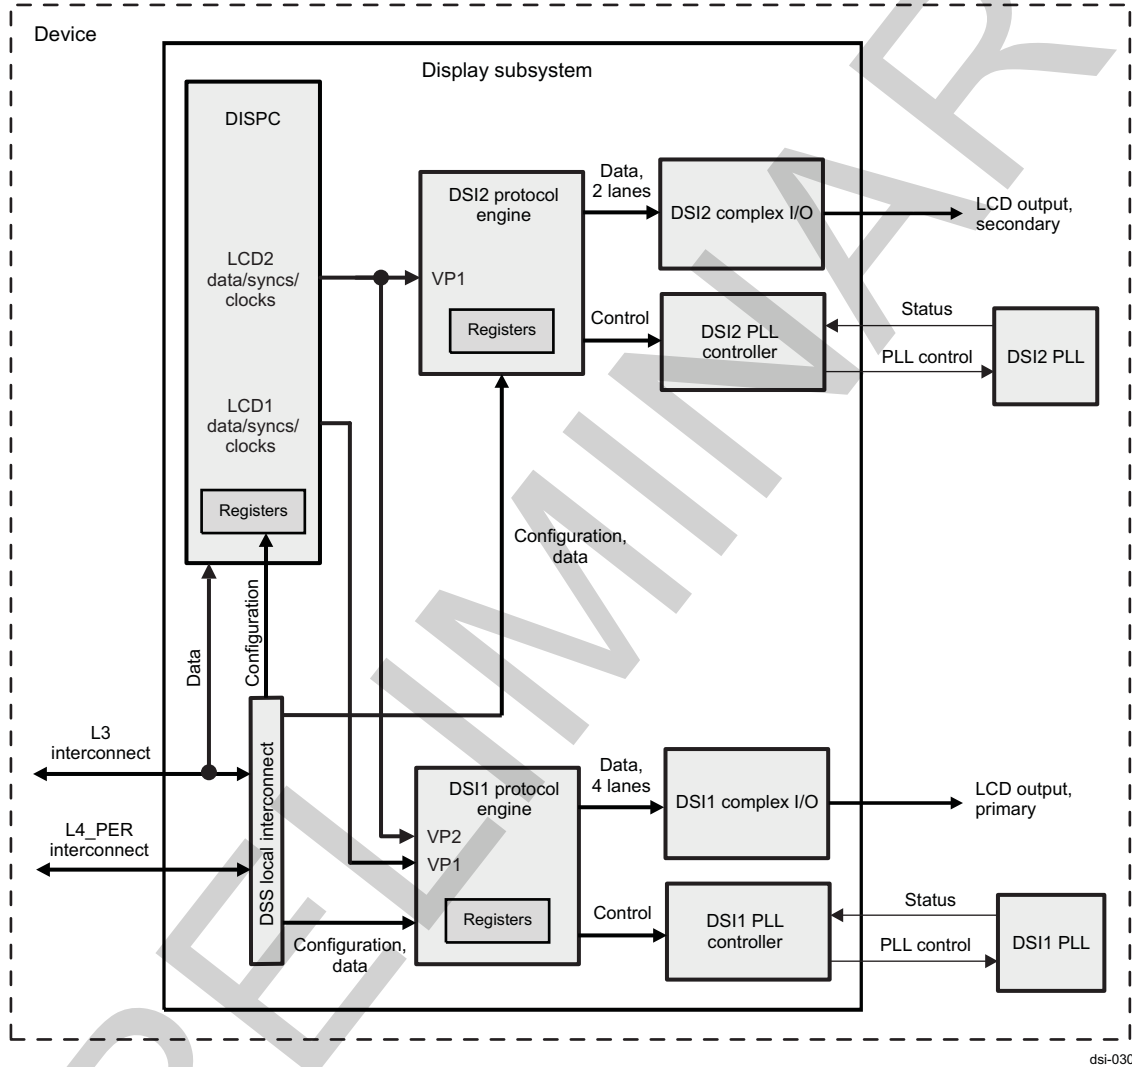 Device
Display subsystem
DISPC
LCD2
data/syncs/
clocks
LCD1
data/syncs/
clocks
Registers
DSI2 protocol
engine
VP1
Registers
Data,
2 lanes
DSI2 complex I/O
LCD output,
secondary
Control
DSI2 PLL
controller
Status
PLL control
DSI2 PLL
Configuration,
data
Data
Configuration
L3
interconnect
L4_PER
interconnect
DSS local interconnect
Configuration,
data
DSI1 protocol
engine
VP2
VP1
Registers
Data,
4 lanes
DSI1 complex I/O
LCD output,
primary
Control
DSI1 PLL
controller
Status
PLL control
DSI1 PLL
dsi-030